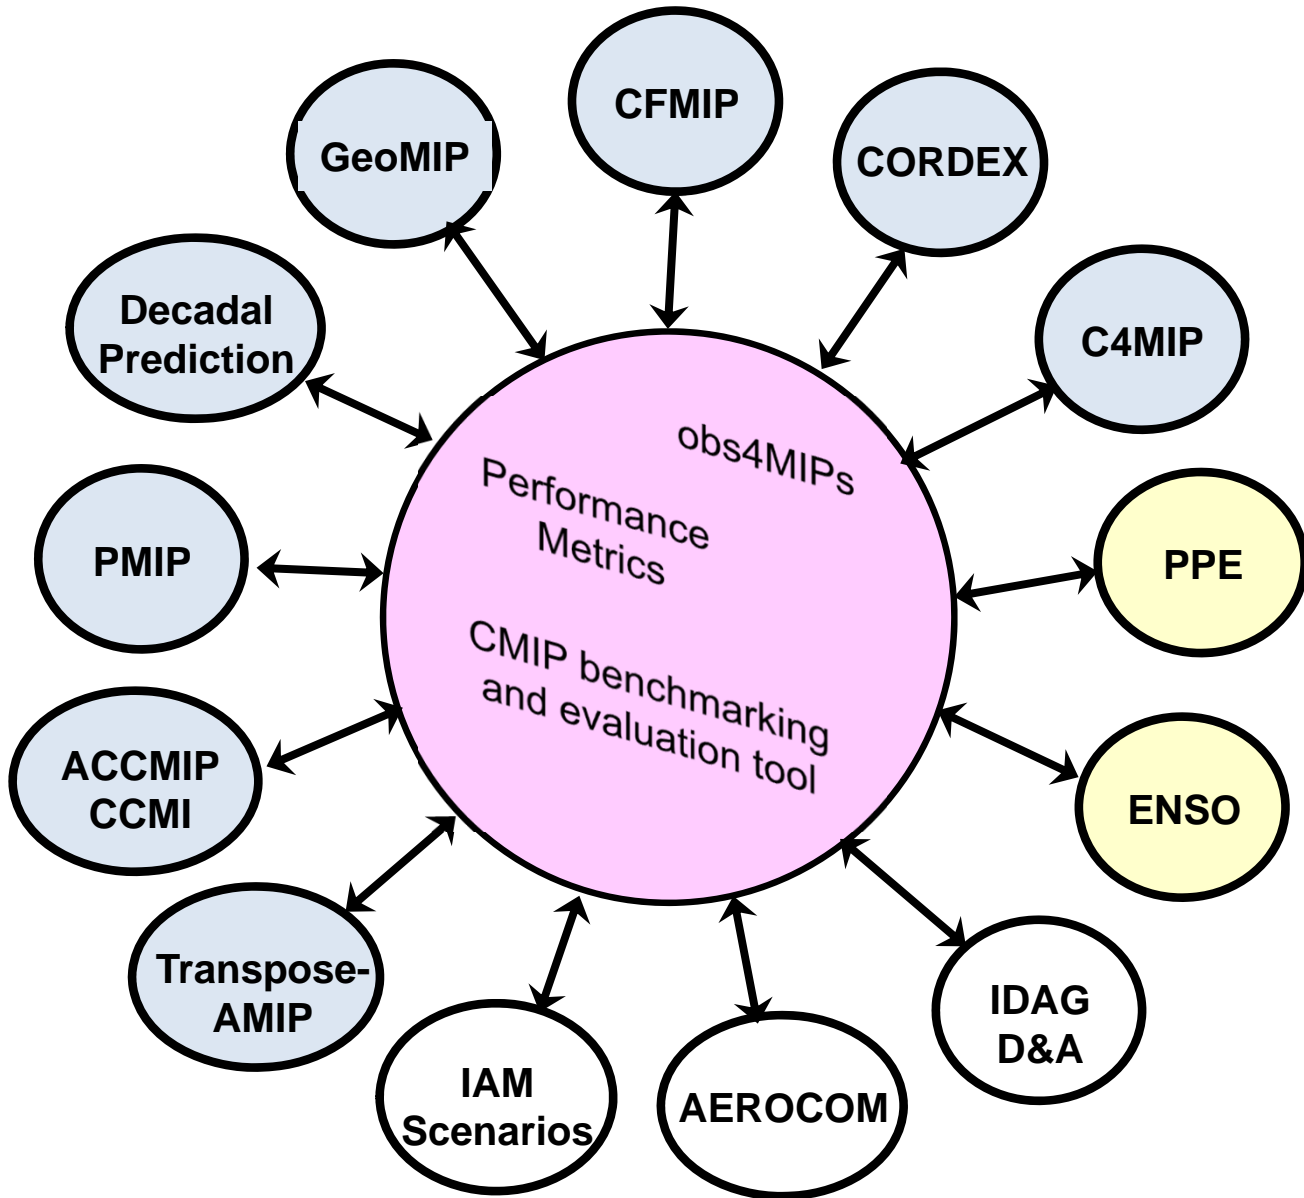 CFMIP
GeoMIP
CORDEX
Decadal
Prediction
C4MIP
obs4MIPs
Performance
Metrics
PMIP
PPE
CMIP benchmarking
and evaluation tool
ACCMIP
CCMI
ENSO
Transpose-
AMIP
IDAG
D&A
IAM
Scenarios
AEROCOM